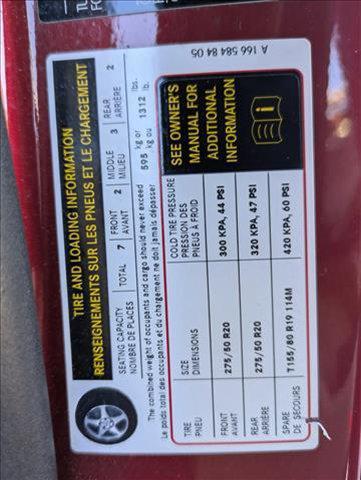 TIRE AND LOADING INFORMATION
RENSEIGNEMENTS SUR LES PNEUS ET LE CHARGEMENT
SEATING CAPACITY TOTAL 7 FRONT 2 MIDDLE 3 REAR 2
NOMBRE DE PLACES AVANT MILIEU ARRIÈRE
The combined weight of occupants and cargo should never exceed 595 kg or 1312 lbs.
Le poids total des occupants et du chargement ne doit jamais dépasser kg ou lb.
TIRE SIZE COLD TIRE PRESSURE
PNEU DIMENSIONS PRESSION DES
PNEUS À FROID
FRONT 275/50 R20 300 KPA, 44 PSI
AVANT
REAR 275/50 R20 320 KPA, 47 PSI
ARRIÈRE
SPARE T155/80 R19 114M 420 KPA, 60 PSI
DE SECOURS
SEE OWNER'S
MANUAL FOR
ADDITIONAL
INFORMATION
i
A 166 584 84 05